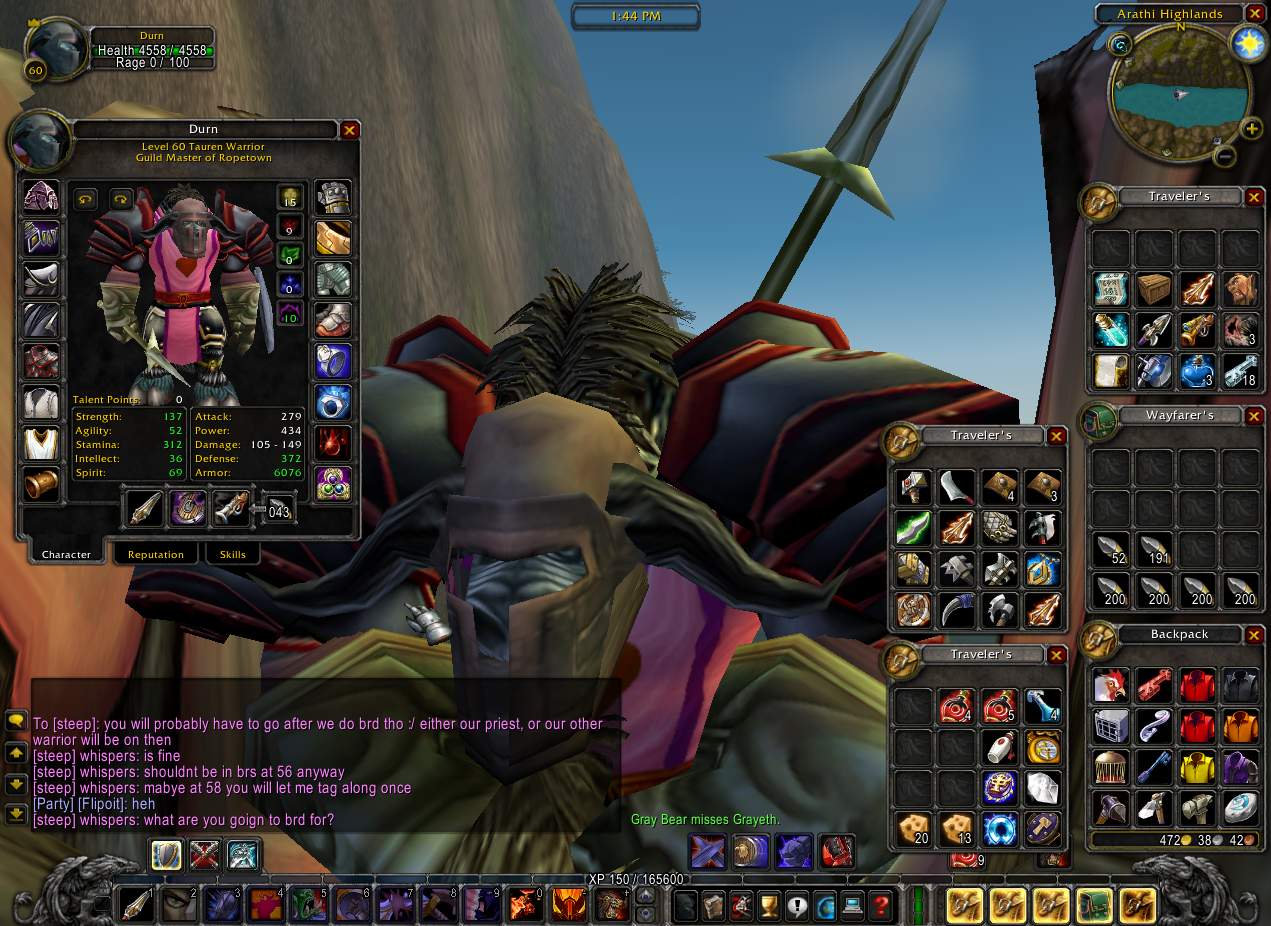 1:44 PM
Arathi Highlands
N
Durn
Health 4558 / 4558
Rage 0 / 100
60
Durn
Level 60 Tauren Warrior
Guild Master of Ropetown
15
9
0
0
10
Talent Points: 0
Strength: 137
Agility: 52
Stamina: 312
Intellect: 36
Spirit: 69
Attack: 279
Power: 434
Damage: 105 - 149
Defense: 372
Armor: 6076
043
Character
Reputation
Skills
Traveler's
3
3
18
Wayfarer's
52
191
200
200
200
200
Traveler's
4
3
Traveler's
4
5
4
20
13
Backpack
472 38 42
9
To [steep]: you will probably have to go after we do brd tho :/ either our priest, or our other
warrior will be on then
[steep] whispers: is fine
[steep] whispers: shouldnt be in brs at 56 anyway
[steep] whispers: mabye at 58 you will let me tag along once
[Party] [Flipoit]: heh
[steep] whispers: what are you goign to brd for?
Gray Bear misses Grayeth.
XP 150 / 165600
1 2 3 4 5 6 7 8 9 0 - +